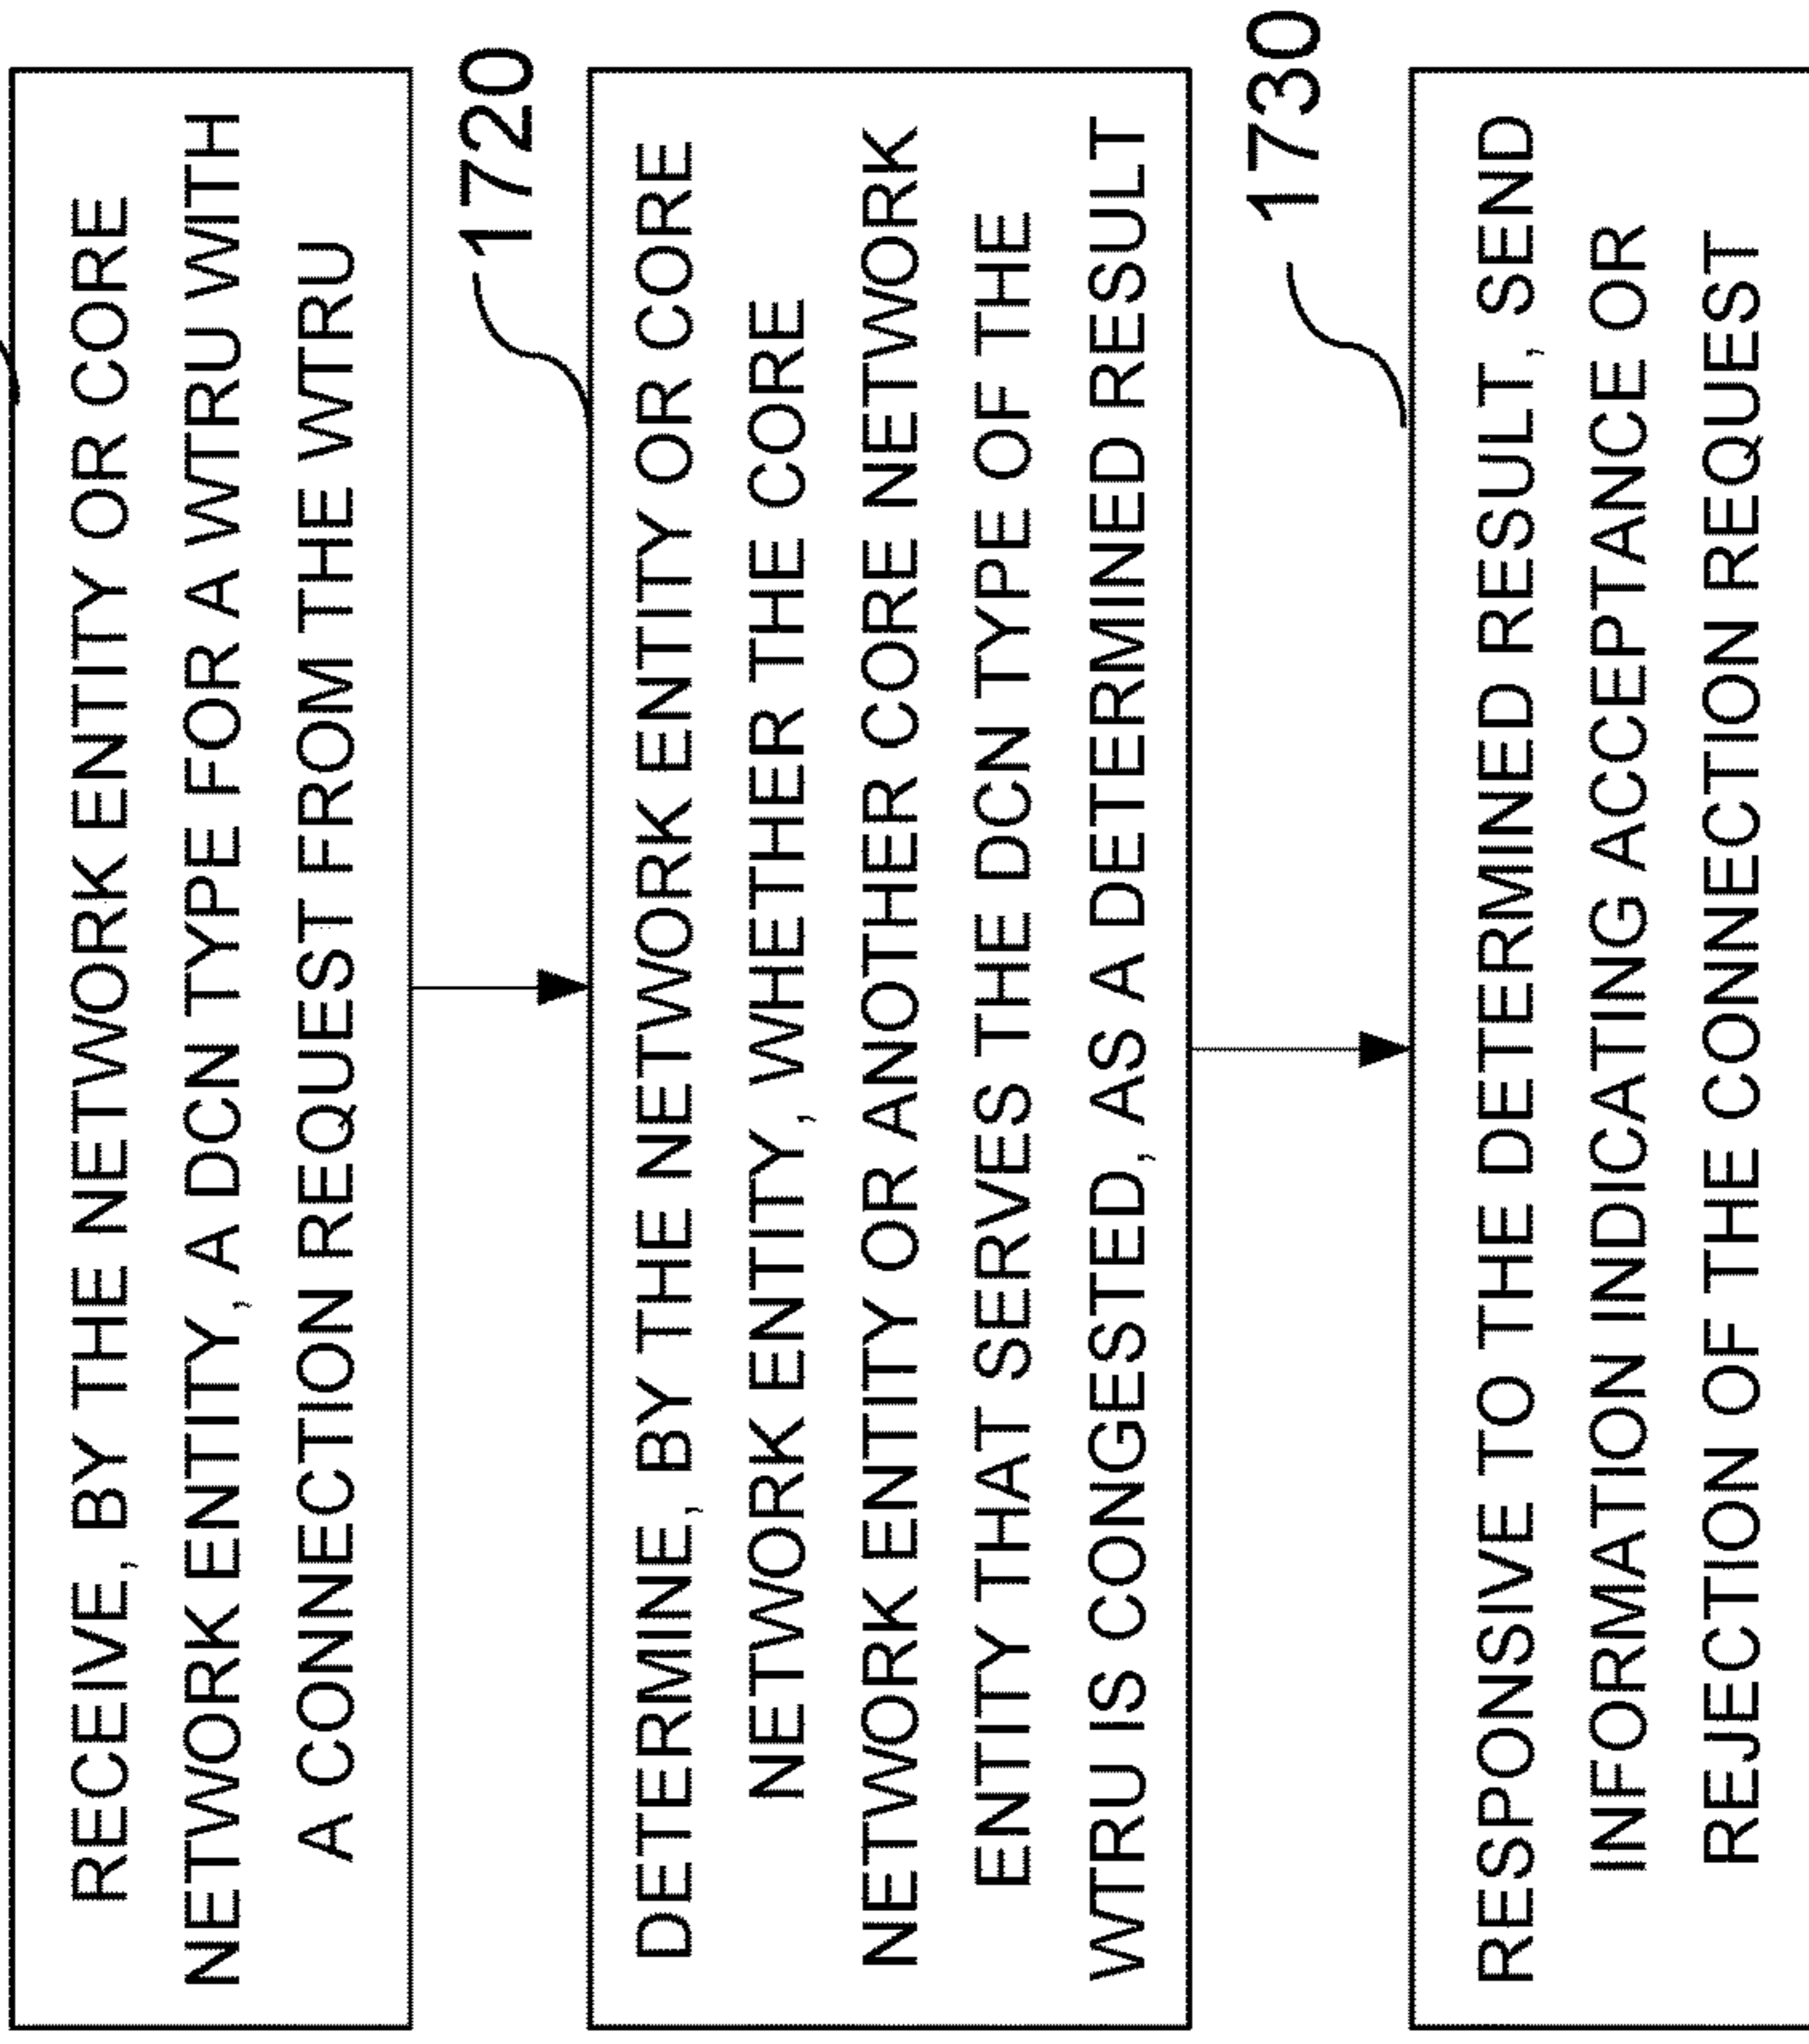 RECEIVE, BY THE NETWORK ENTITY OR CORE
NETWORK ENTITY, A DCN TYPE FOR A WTRU WITH
A CONNECTION REQUEST FROM THE WTRU
1720
DETERMINE, BY THE NETWORK ENTITY OR CORE
NETWORK ENTITY, WHETHER THE CORE
NETWORK ENTITY OR ANOTHER CORE NETWORK
ENTITY THAT SERVES THE DCN TYPE OF THE
WTRU IS CONGESTED, AS A DETERMINED RESULT
1730
RESPONSIVE TO THE DETERMINED RESULT, SEND
INFORMATION INDICATING ACCEPTANCE OR
REJECTION OF THE CONNECTION REQUEST